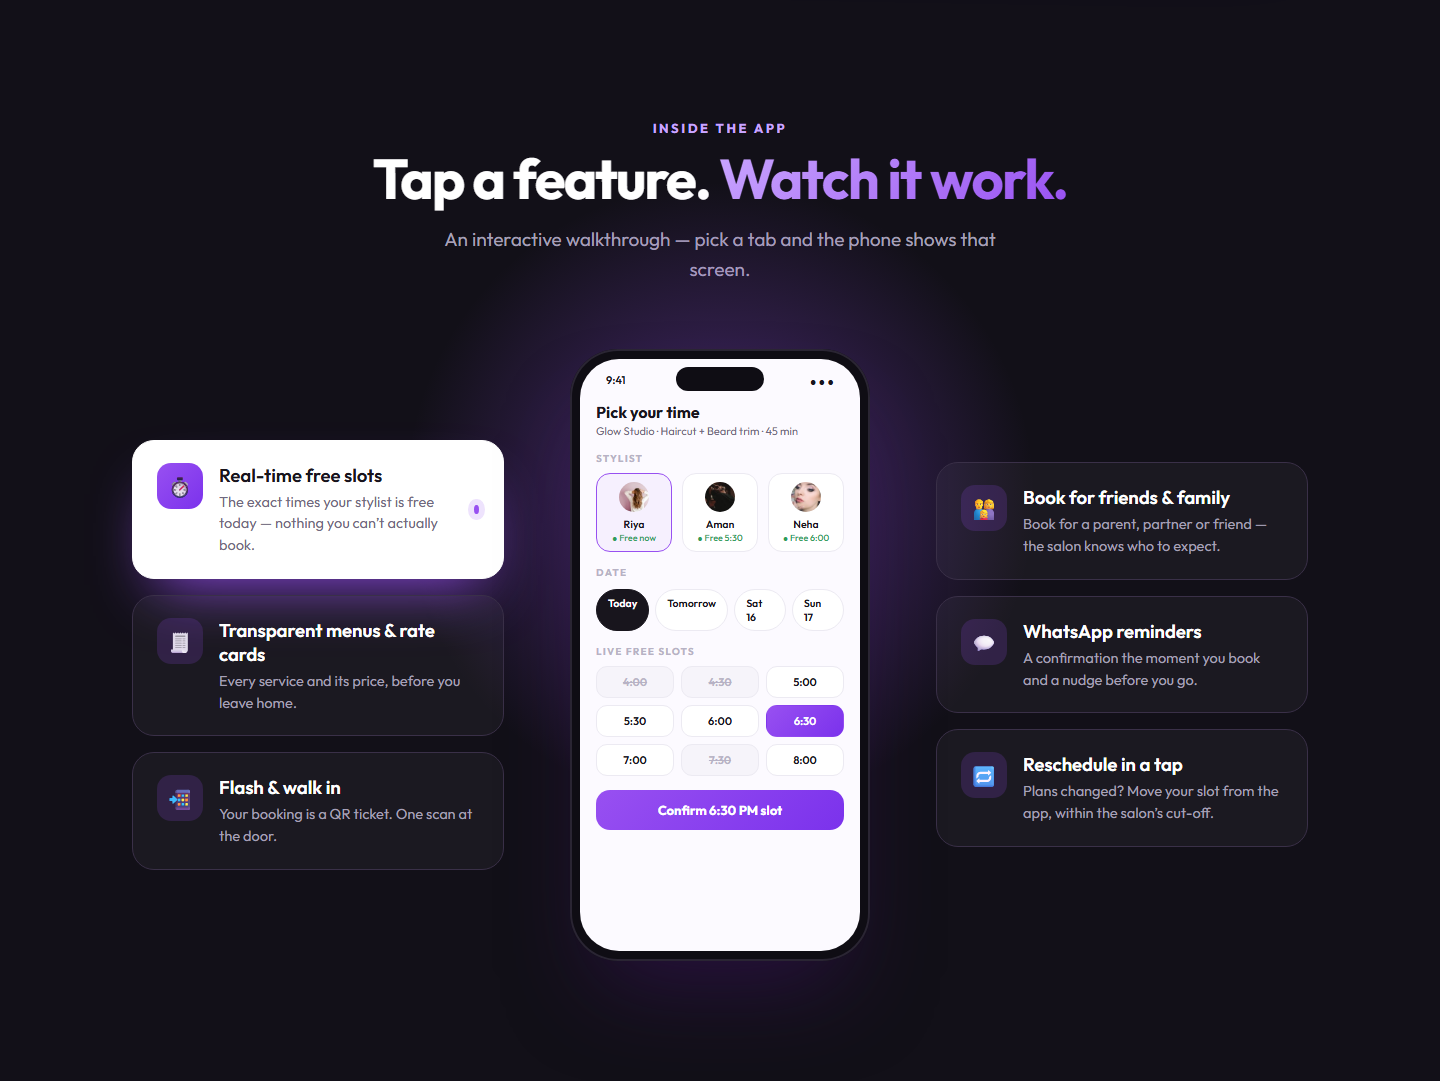 INSIDE THE APP
Tap a feature. Watch it work.
An interactive walkthrough — pick a tab and the phone shows that
screen.
Real-time free slots
The exact times your stylist is free
today — nothing you can’t actually
book.
Transparent menus & rate
cards
Every service and its price, before you
leave home.
Flash & walk in
Your booking is a QR ticket. One scan at
the door.
9:41
Pick your time
Glow Studio · Haircut + Beard trim · 45 min
STYLIST
Riya Aman Neha
● Free now ● Free 5:30 ● Free 6:00
DATE
Today Tomorrow Sat Sun
16 17
LIVE FREE SLOTS
4:00 4:30 5:00
5:30 6:00 6:30
7:00 7:30 8:00
Confirm 6:30 PM slot
Book for friends & family
Book for a parent, partner or friend —
the salon knows who to expect.
WhatsApp reminders
A confirmation the moment you book
and a nudge before you go.
Reschedule in a tap
Plans changed? Move your slot from the
app, within the salon’s cut-off.